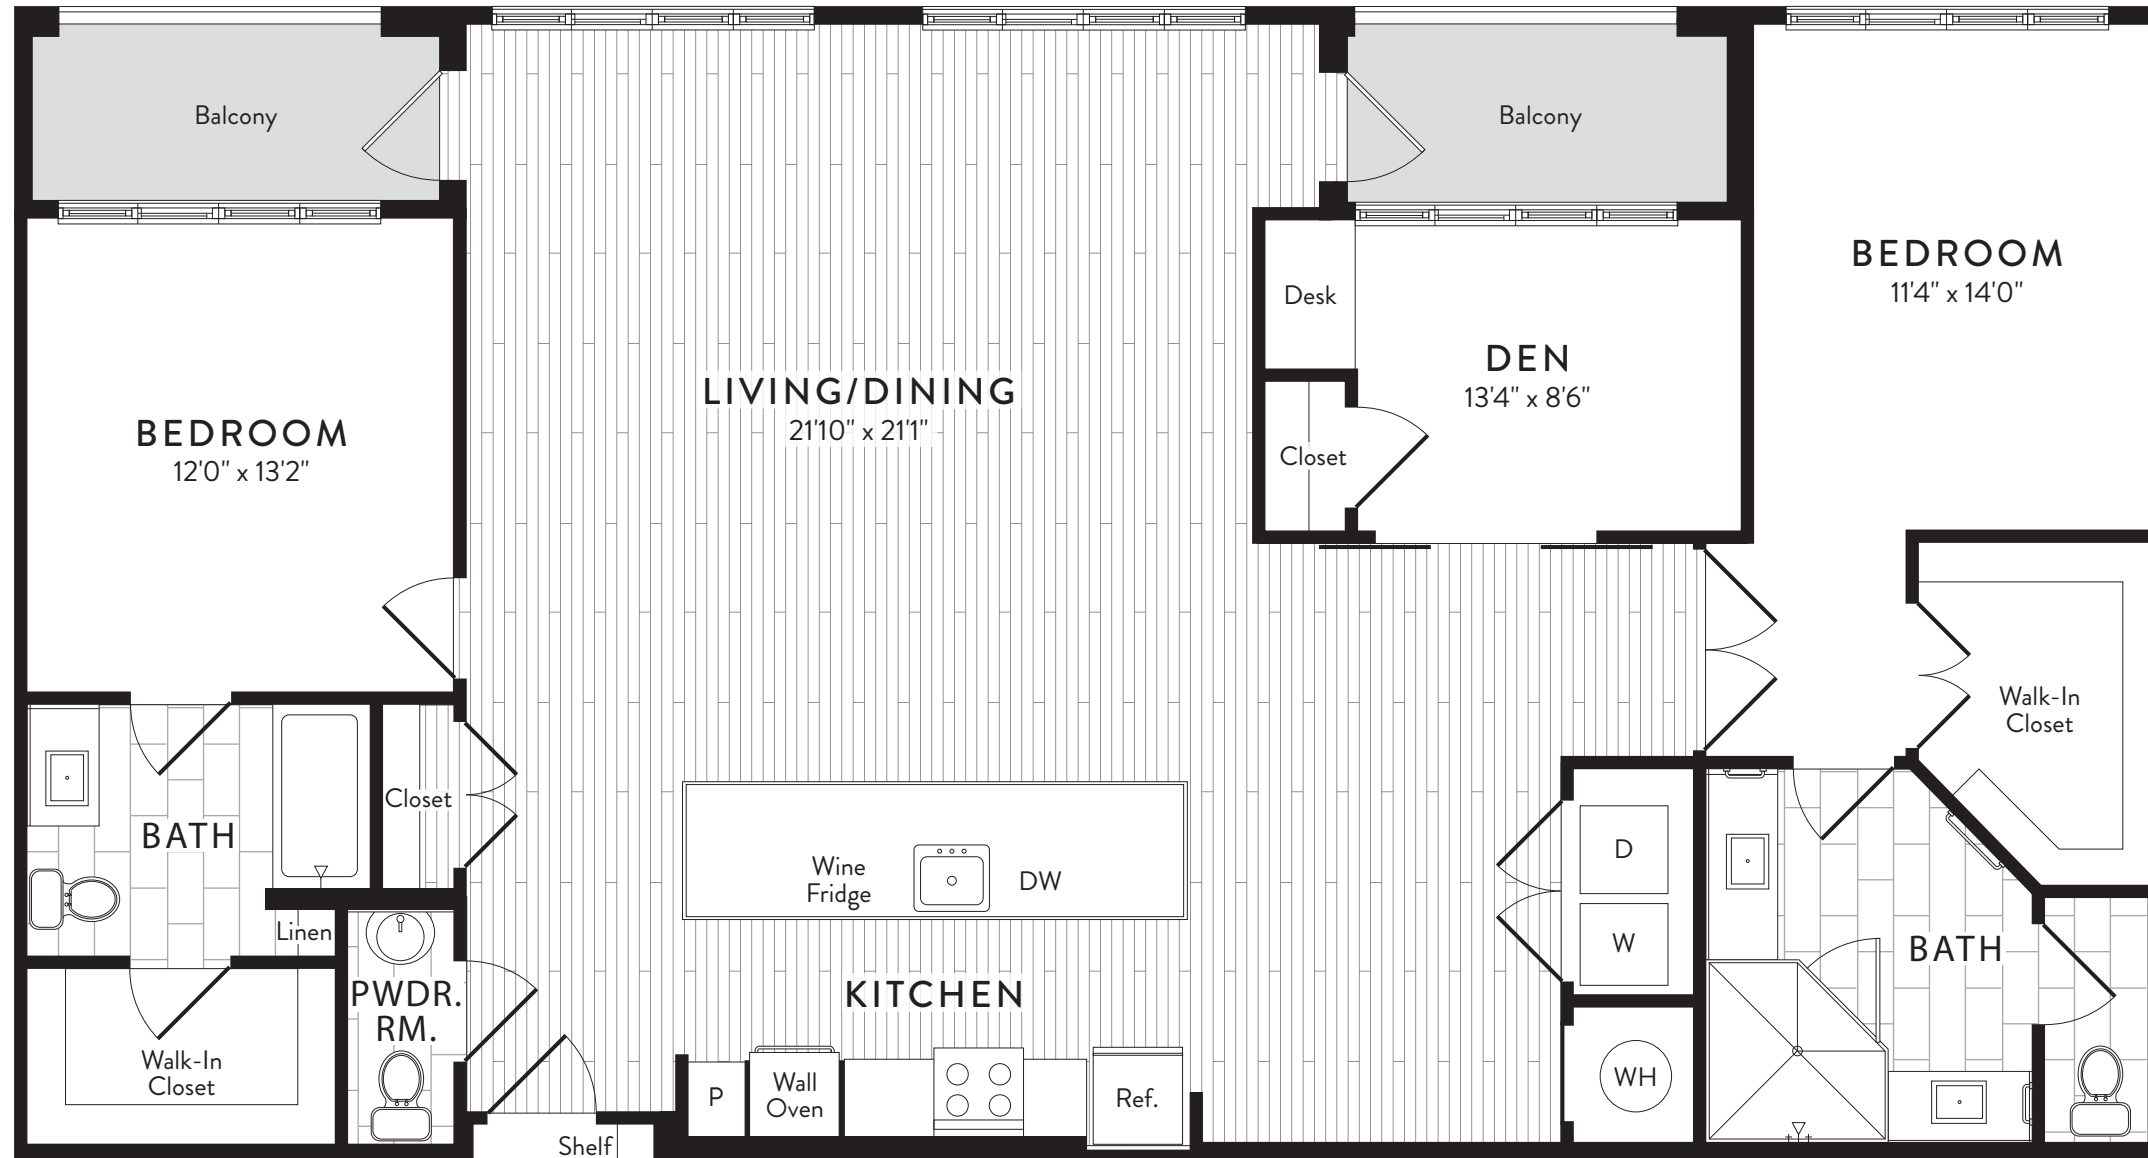 Balcony
Balcony
BEDROOM
11'4" x 14'0"
Desk
DEN
13'4" x 8'6"
LIVING/DINING
21'10" x 21'1"
BEDROOM
12'0" x 13'2"
Closet
Walk-In
Closet
Closet
BATH
Wine
Fridge
DW
D
Linen
W
BATH
PWDR.
RM.
KITCHEN
Walk-In
Closet
P
Wall
Oven
Ref.
WH
Shelf